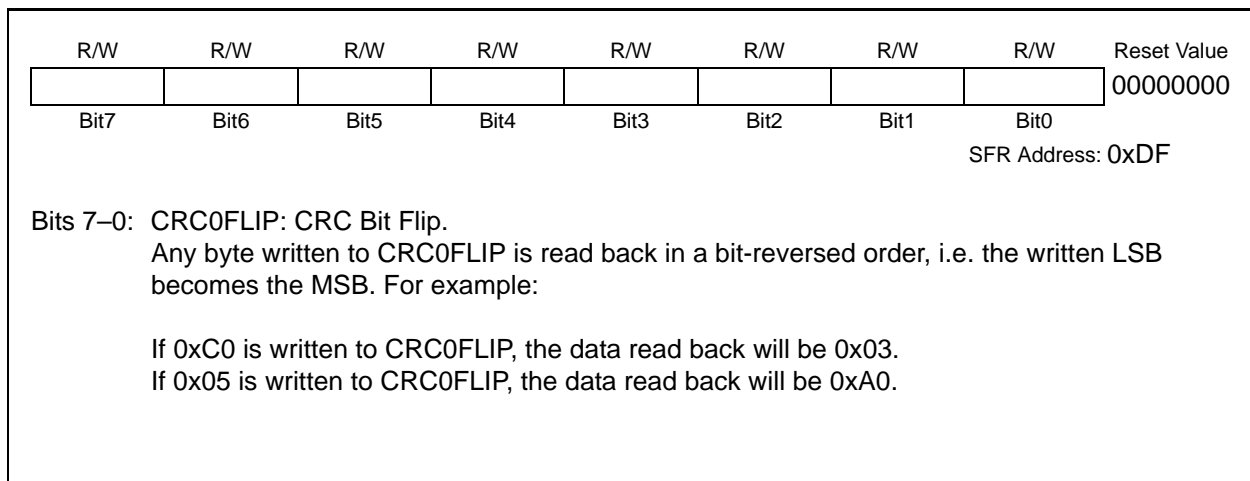 R/W R/W R/W R/W R/W R/W R/W R/W Reset Value
00000000
Bit7 Bit6 Bit5 Bit4 Bit3 Bit2 Bit1 Bit0
SFR Address: 0xDF
Bits 7–0: CRC0FLIP: CRC Bit Flip.
Any byte written to CRC0FLIP is read back in a bit-reversed order, i.e. the written LSB
becomes the MSB. For example:
If 0xC0 is written to CRC0FLIP, the data read back will be 0x03.
If 0x05 is written to CRC0FLIP, the data read back will be 0xA0.